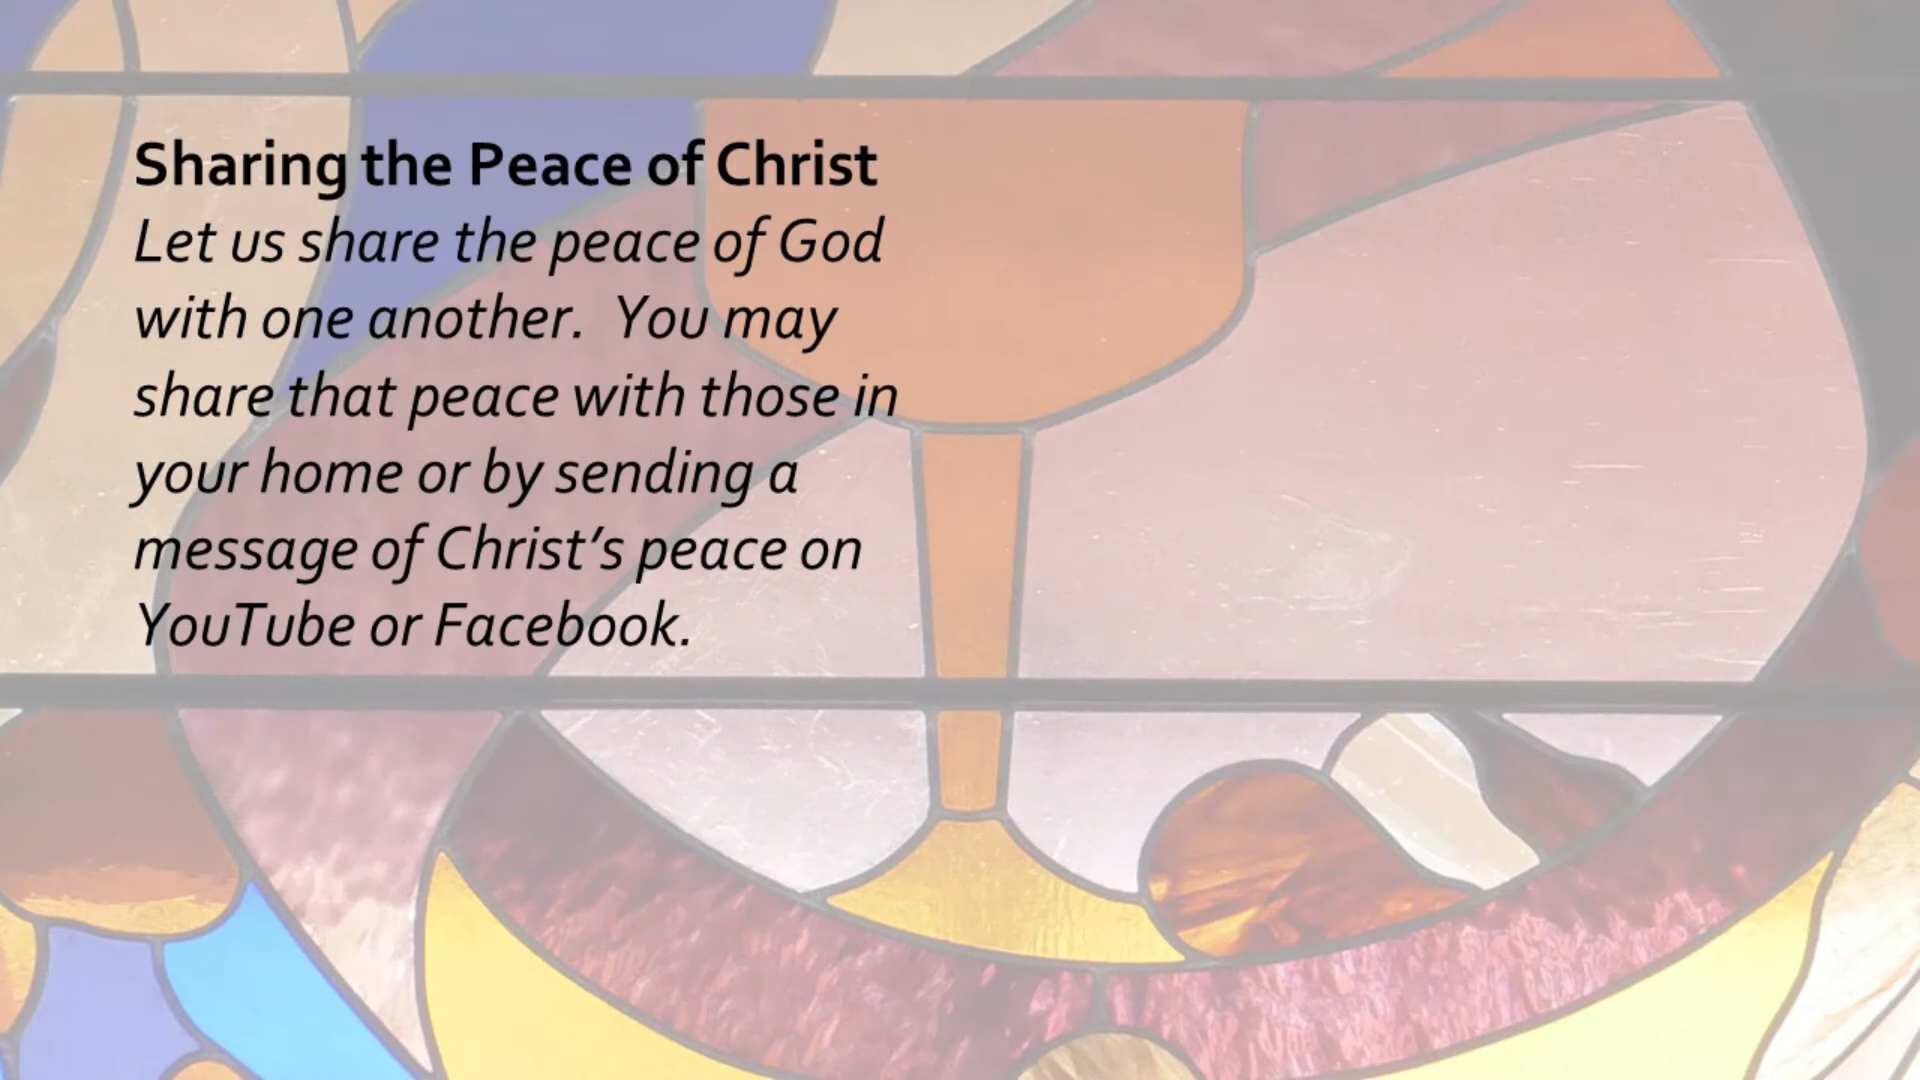 Sharing the Peace of Christ
Let us share the peace of God
with one another.  You may
share that peace with those in
your home or by sending a
message of Christ’s peace on
YouTube or Facebook.